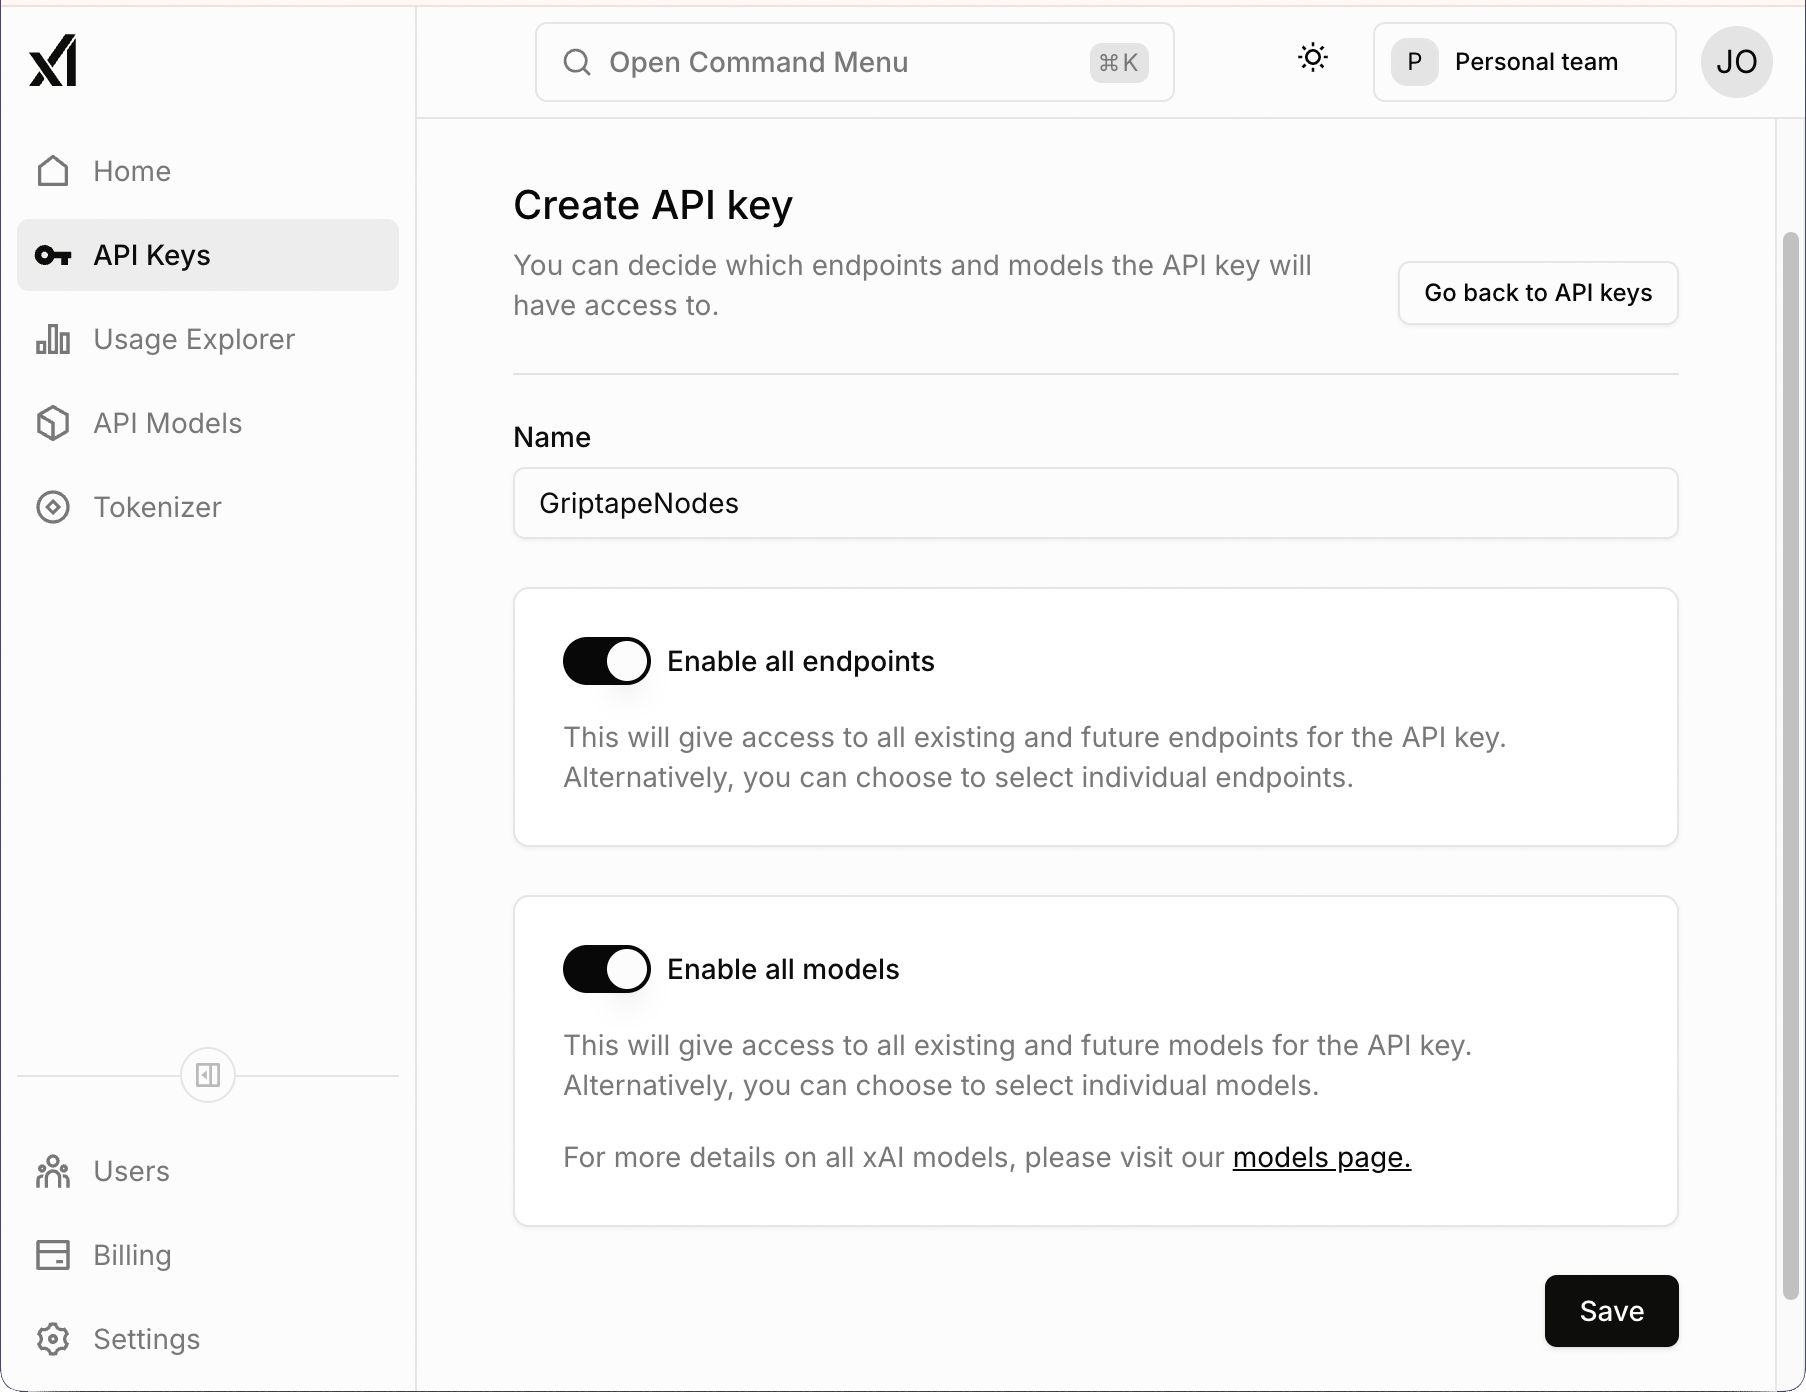 xI
Open Command Menu
⌘K
P
Personal team
JO
Home
API Keys
Usage Explorer
API Models
Tokenizer
Users
Billing
Settings
Create API key
You can decide which endpoints and models the API key will
have access to.
Go back to API keys
Name
GriptapeNodes
Enable all endpoints
This will give access to all existing and future endpoints for the API key.
Alternatively, you can choose to select individual endpoints.
Enable all models
This will give access to all existing and future models for the API key.
Alternatively, you can choose to select individual models.
For more details on all xAI models, please visit our models page.
Save